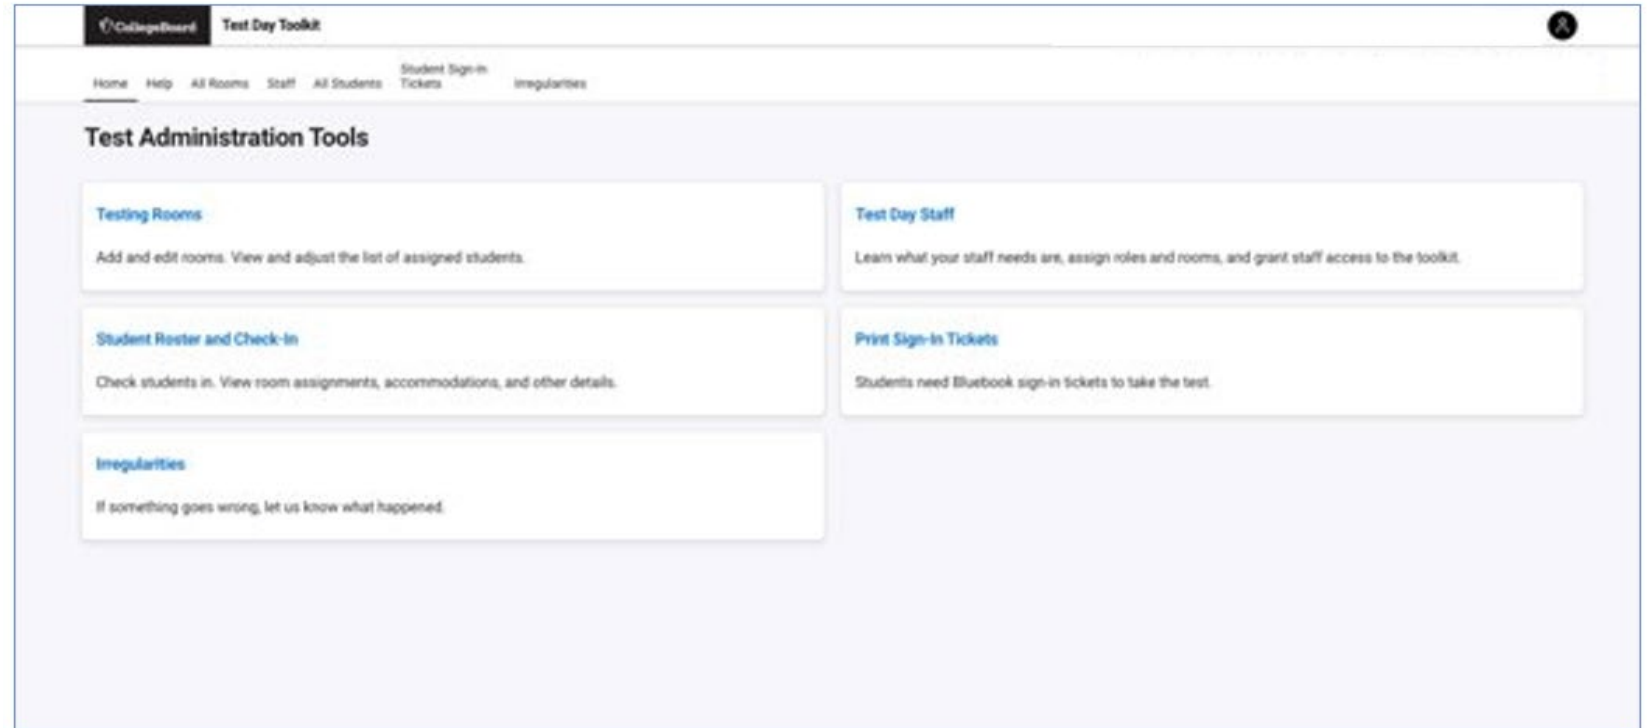 CollegeBoard Test Day Toolkit
Home Help All Rooms Staff All Students Student Sign-In Tickets Irregularities
Test Administration Tools
Testing Rooms
Add and edit rooms. View and adjust the list of assigned students.
Test Day Staff
Learn what your staff needs are, assign roles and rooms, and grant staff access to the toolkit.
Student Roster and Check-In
Check students in. View room assignments, accommodations, and other details.
Print Sign-In Tickets
Students need Bluebook sign-in tickets to take the test.
Irregularities
If something goes wrong, let us know what happened.